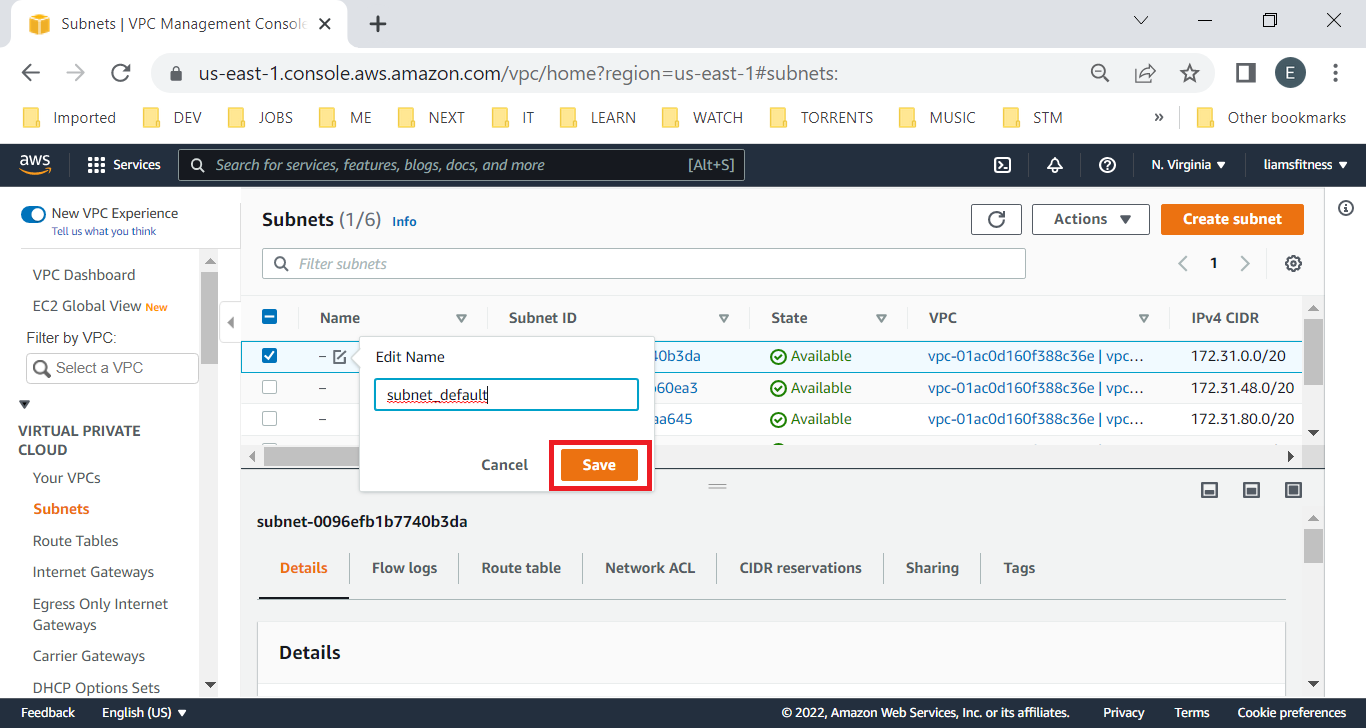 Subnets | VPC Management Console
us-east-1.console.aws.amazon.com/vpc/home?region=us-east-1#subnets:
E
Imported DEV JOBS ME NEXT IT LEARN WATCH TORRENTS MUSIC STM » Other bookmarks
aws Services Search for services, features, blogs, docs, and more [Alt+S] N. Virginia liamsfitness
New VPC Experience
Tell us what you think
Subnets (1/6) Info Actions Create subnet
Filter subnets 1
VPC Dashboard
EC2 Global View New
Filter by VPC:
Select a VPC
VIRTUAL PRIVATE
CLOUD
Your VPCs
Subnets
Route Tables
Internet Gateways
Egress Only Internet
Gateways
Carrier Gateways
DHCP Options Sets
Name Subnet ID State VPC IPv4 CIDR
– 40b3da Available vpc-01ac0d160f388c36e | vpc… 172.31.0.0/20
– 60ea3 Available vpc-01ac0d160f388c36e | vpc… 172.31.48.0/20
– aa645 Available vpc-01ac0d160f388c36e | vpc… 172.31.80.0/20
Edit Name
subnet_default
Cancel Save
subnet-0096efb1b7740b3da
Details Flow logs Route table Network ACL CIDR reservations Sharing Tags
Details
Feedback English (US) © 2022, Amazon Web Services, Inc. or its affiliates. Privacy Terms Cookie preferences